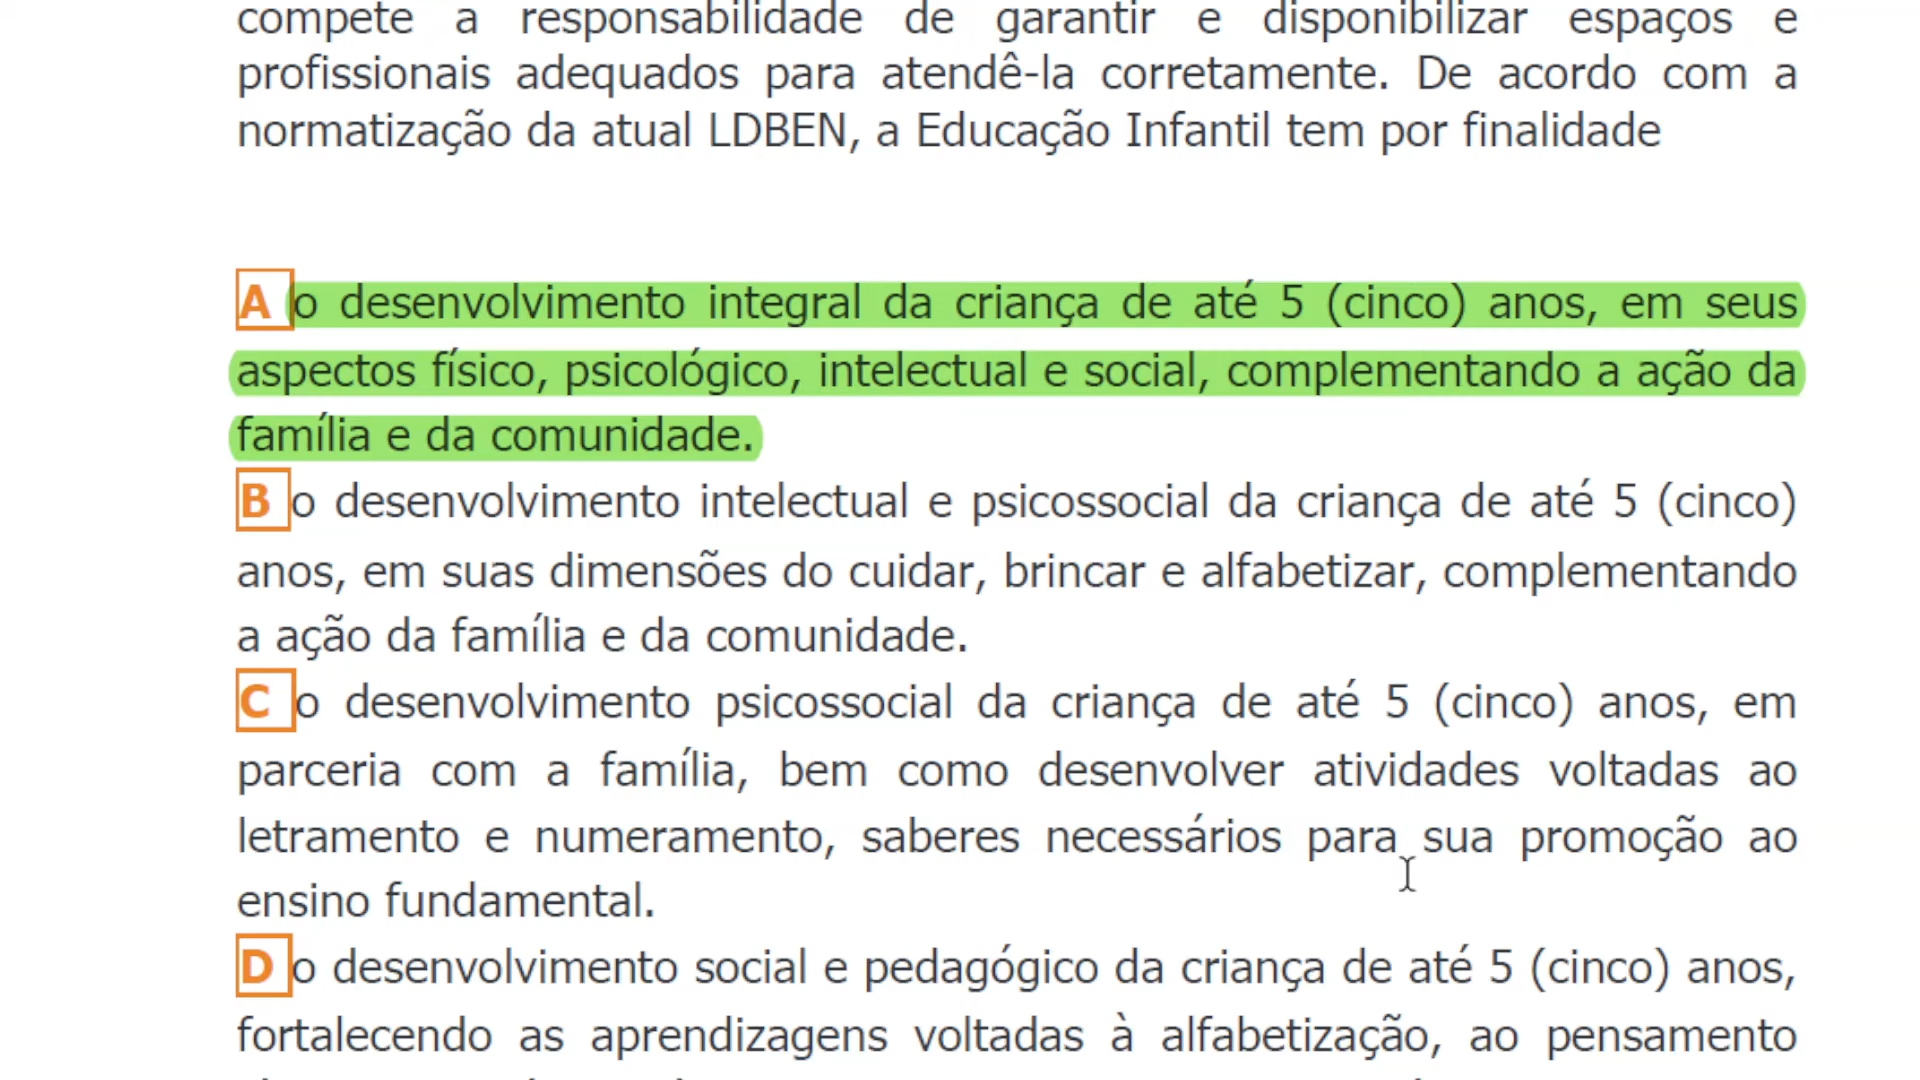 compete a responsabilidade de garantir e disponibilizar espaços e
profissionais adequados para atendê-la corretamente. De acordo com a
normatização da atual LDBEN, a Educação Infantil tem por finalidade
A o desenvolvimento integral da criança de até 5 (cinco) anos, em seus
aspectos físico, psicológico, intelectual e social, complementando a ação da
família e da comunidade.
B o desenvolvimento intelectual e psicossocial da criança de até 5 (cinco)
anos, em suas dimensões do cuidar, brincar e alfabetizar, complementando
a ação da família e da comunidade.
C o desenvolvimento psicossocial da criança de até 5 (cinco) anos, em
parceria com a família, bem como desenvolver atividades voltadas ao
letramento e numeramento, saberes necessários para sua promoção ao
ensino fundamental.
D o desenvolvimento social e pedagógico da criança de até 5 (cinco) anos,
fortalecendo as aprendizagens voltadas à alfabetização, ao pensamento